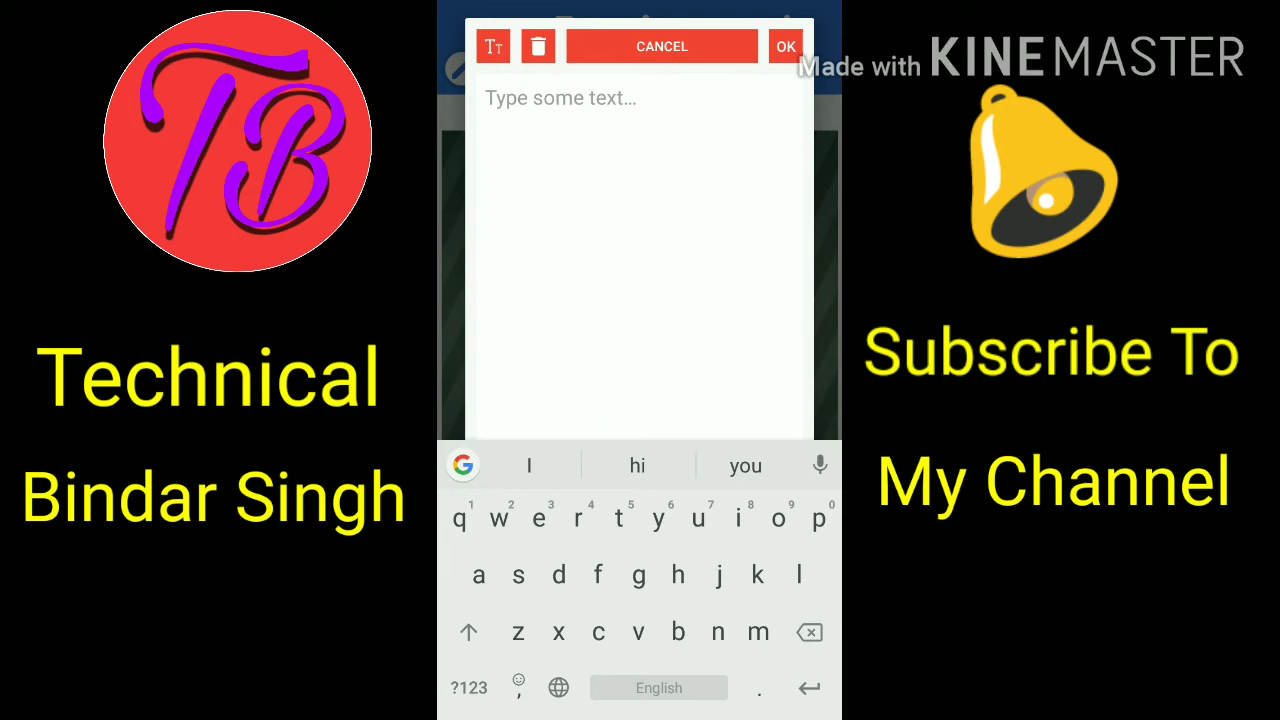 TB
Technical
Bindar Singh
TT
CANCEL
OK
Type some text...
Made with KINEMASTER
Subscribe To
My Channel
G
I hi you
1 2 3 4 5 6 7 8 9 0
q w e r t y u i o p
a s d f g h j k l
z x c v b n m
?123 , English .